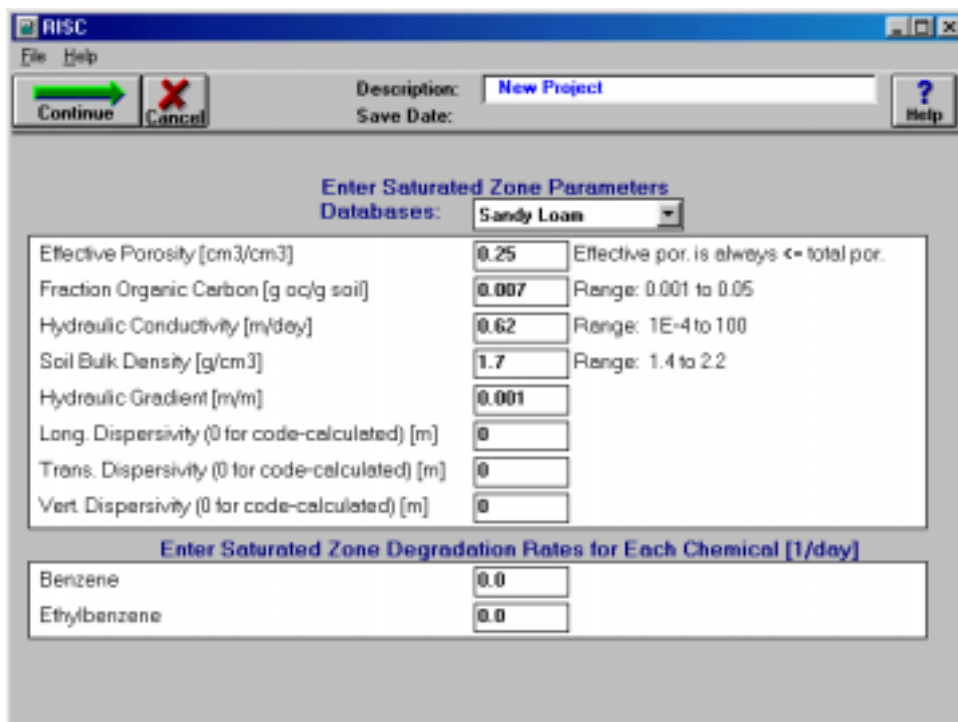 RISC
File Help
Continue
Cancel
Description: New Project
Save Date:
? Help
Enter Saturated Zone Parameters
Databases: Sandy Loam
Effective Porosity [cm3/cm3] 0.25 Effective por. is always <= total por.
Fraction Organic Carbon [g oc/g soil] 0.007 Range: 0.001 to 0.05
Hydraulic Conductivity [m/day] 0.62 Range: 1E-4 to 100
Soil Bulk Density [g/cm3] 1.7 Range: 1.4 to 2.2
Hydraulic Gradient [m/m] 0.001
Long. Dispersivity (0 for code-calculated) [m] 0
Trans. Dispersivity (0 for code-calculated) [m] 0
Vert. Dispersivity (0 for code-calculated) [m] 0
Enter Saturated Zone Degradation Rates for Each Chemical [1/day]
Benzene 0.0
Ethylbenzene 0.0